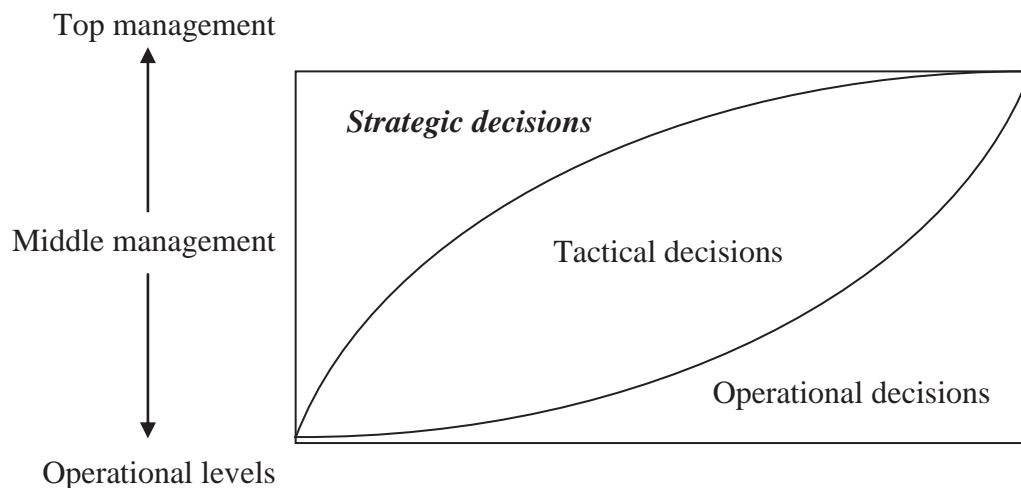 Top management
Strategic decisions
Middle management
Tactical decisions
Operational decisions
Operational levels